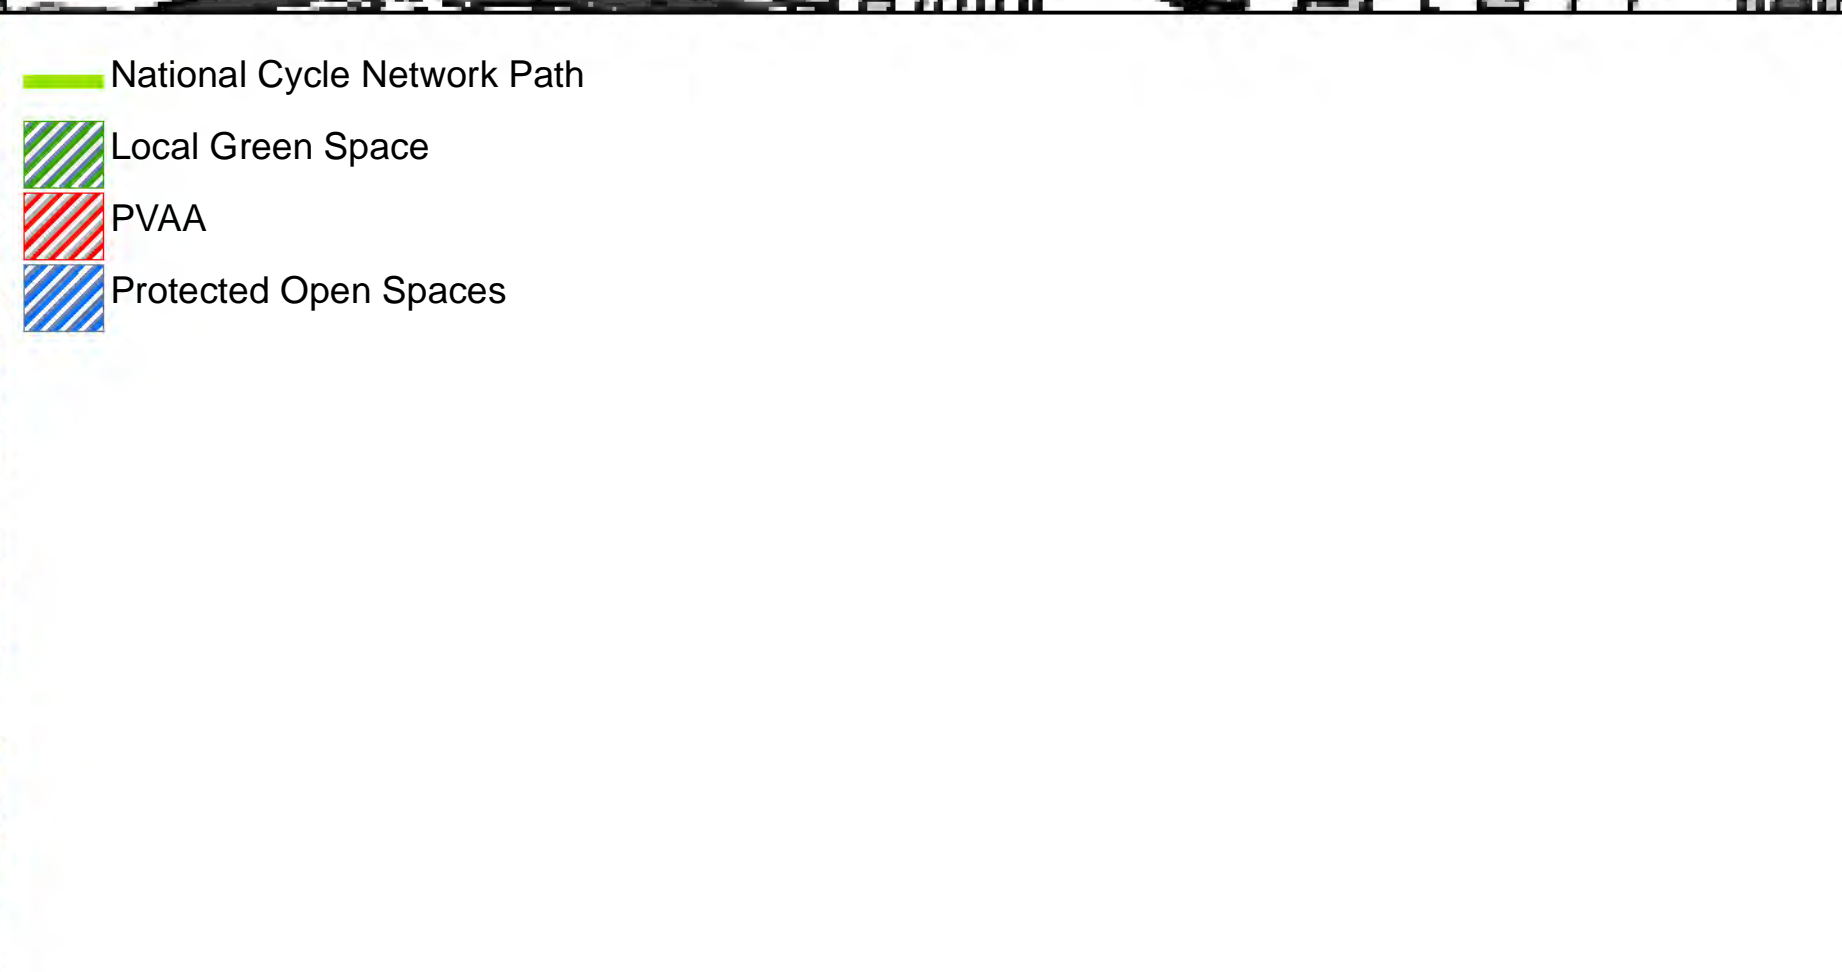 National Cycle Network Path
Local Green Space
PVAA
Protected Open Spaces